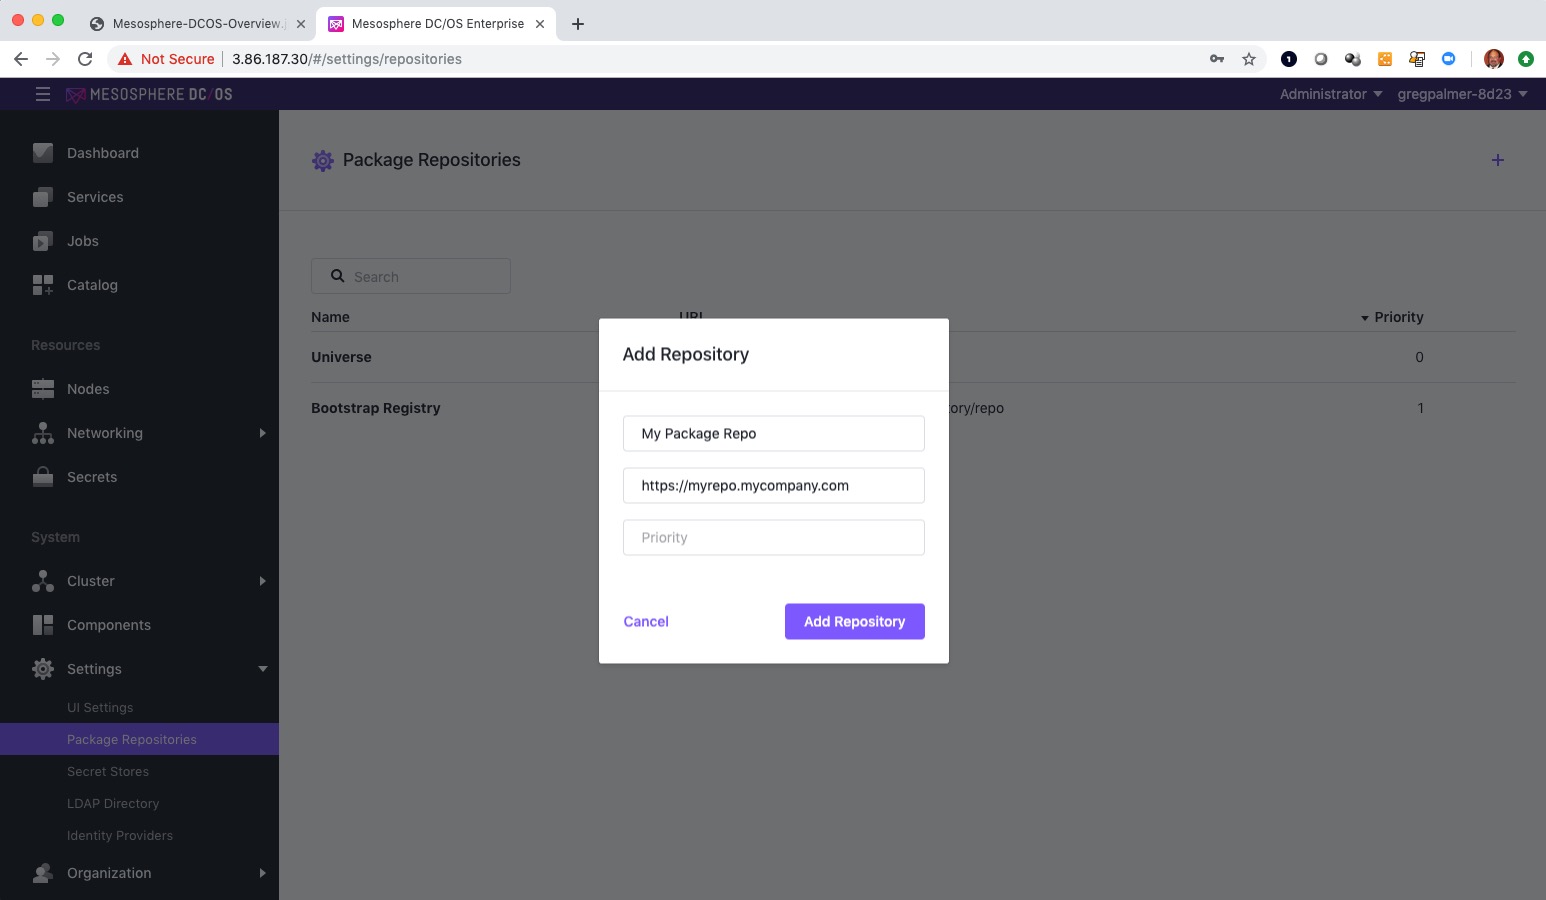 Mesosphere-DCOS-Overview.
Mesosphere DC/OS Enterprise
Not Secure
3.86.187.30/#/settings/repositories
1
MESOSPHERE DC/OS
Administrator
gregpalmer-8d23
Dashboard
Services
Jobs
Catalog
Resources
Nodes
Networking
Secrets
System
Cluster
Components
Settings
UI Settings
Package Repositories
Secret Stores
LDAP Directory
Identity Providers
Organization
Package Repositories
+
Search
Name
URL
Priority
Universe
0
Bootstrap Registry
ory/repo
1
Add Repository
My Package Repo
https://myrepo.mycompany.com
Priority
Cancel
Add Repository